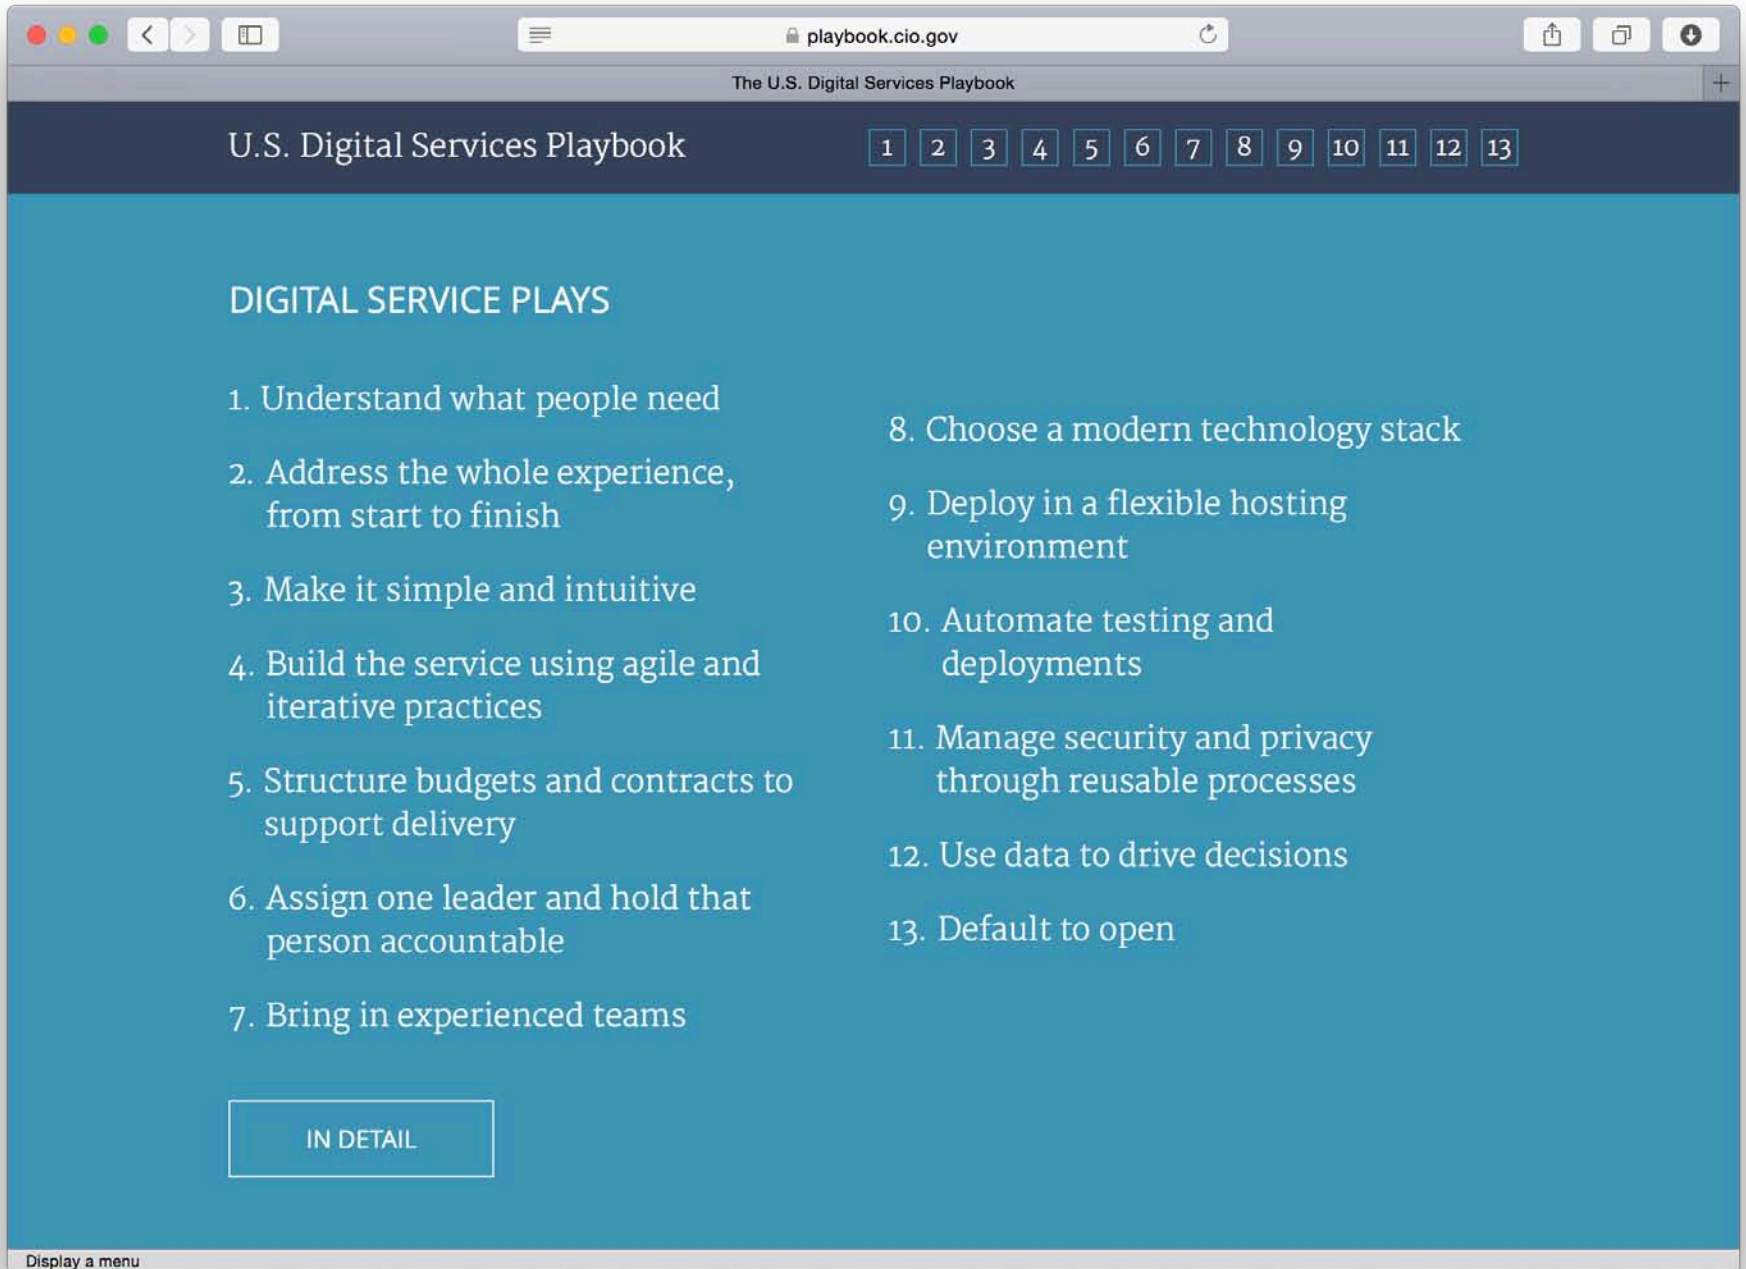 playbook.cio.gov
The U.S. Digital Services Playbook
U.S. Digital Services Playbook
1 2 3 4 5 6 7 8 9 10 11 12 13
DIGITAL SERVICE PLAYS
1. Understand what people need
2. Address the whole experience,
from start to finish
3. Make it simple and intuitive
4. Build the service using agile and
iterative practices
5. Structure budgets and contracts to
support delivery
6. Assign one leader and hold that
person accountable
7. Bring in experienced teams
8. Choose a modern technology stack
9. Deploy in a flexible hosting
environment
10. Automate testing and
deployments
11. Manage security and privacy
through reusable processes
12. Use data to drive decisions
13. Default to open
IN DETAIL
Display a menu